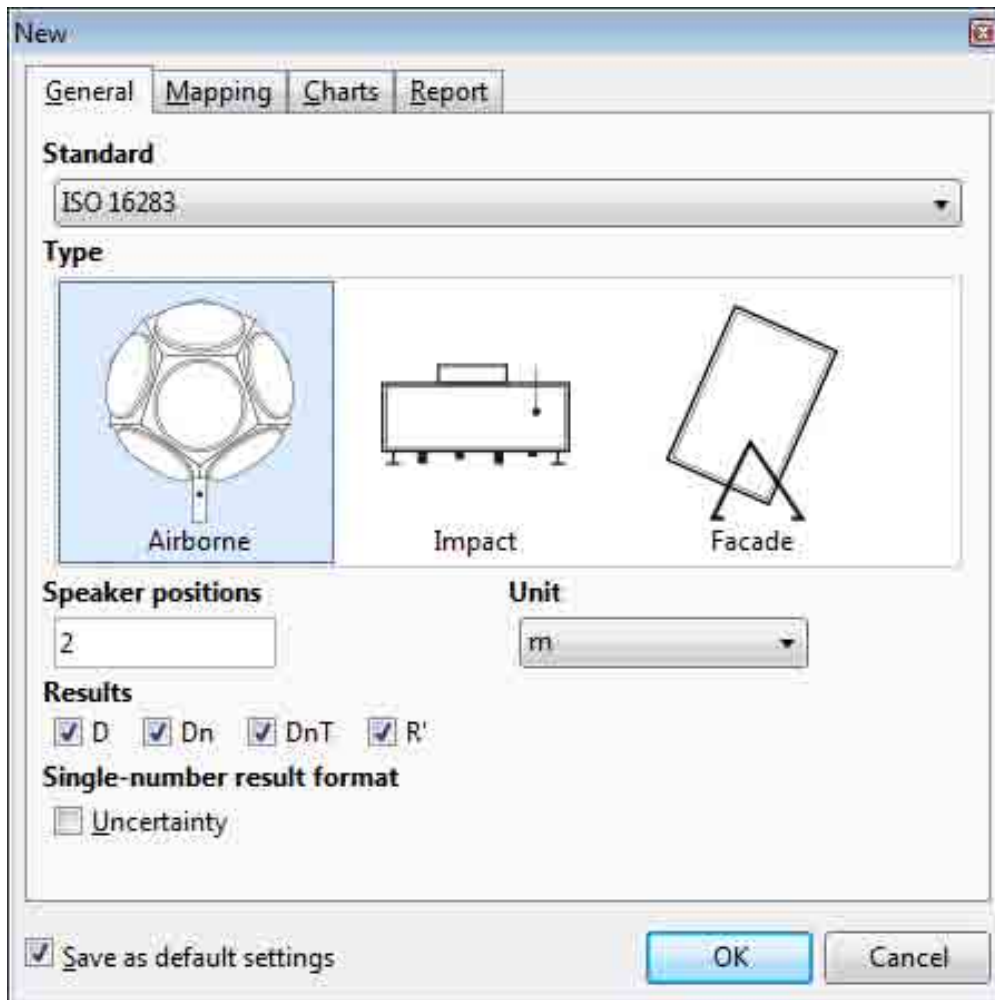 New
General Mapping Charts Report
Standard
ISO 16283
Type
Airborne Impact Facade
Speaker positions Unit
2 m
Results
D Dn DnT R'
Single-number result format
Uncertainty
Save as default settings OK Cancel